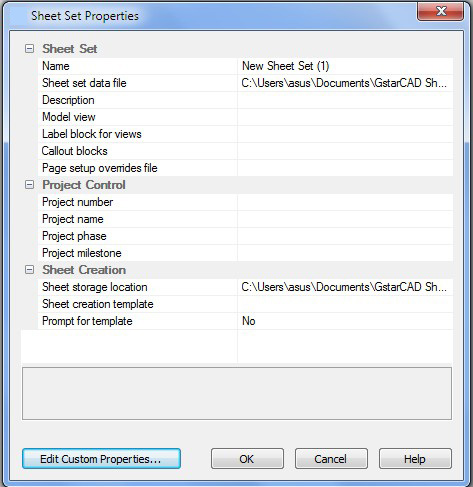 Sheet Set Properties
Sheet Set
Name New Sheet Set (1)
Sheet set data file C:\Users\asus\Documents\GstarCAD Sh...
Description
Model view
Label block for views
Callout blocks
Page setup overrides file
Project Control
Project number
Project name
Project phase
Project milestone
Sheet Creation
Sheet storage location C:\Users\asus\Documents\GstarCAD Sh...
Sheet creation template
Prompt for template No
Edit Custom Properties... OK Cancel Help